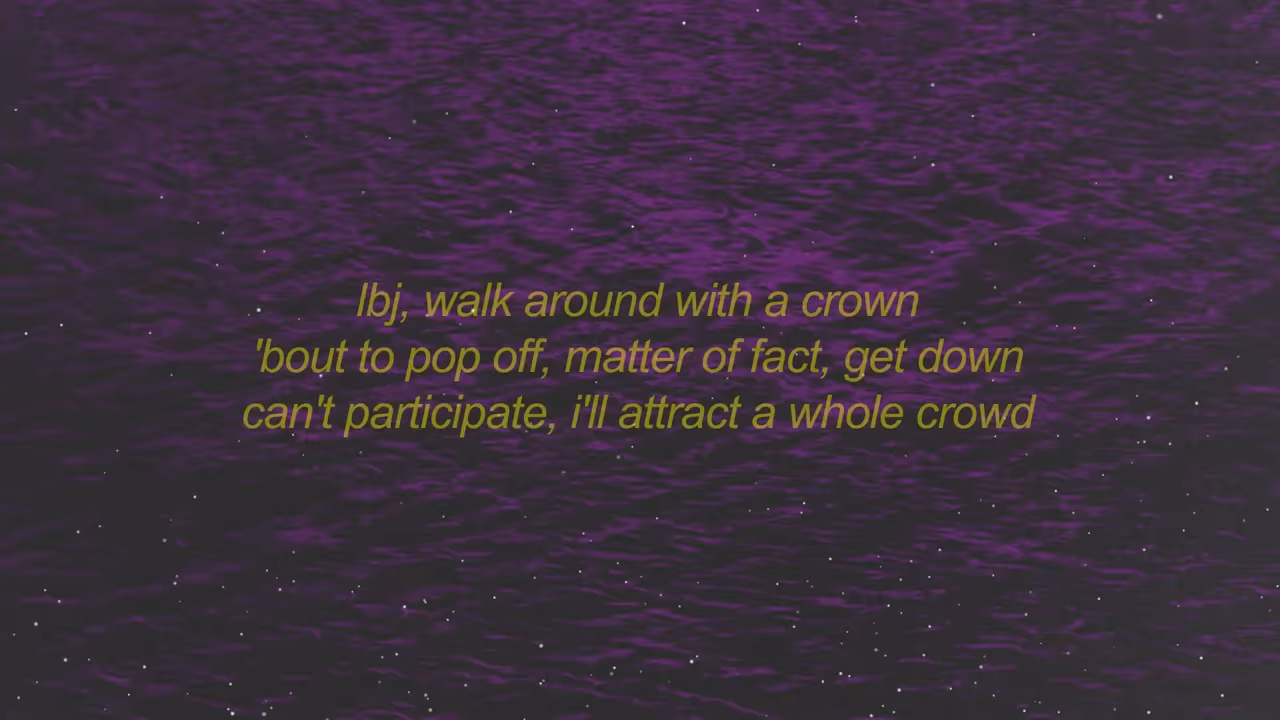 lbj, walk around with a crown
'bout to pop off, matter of fact, get down
can't participate, i'll attract a whole crowd